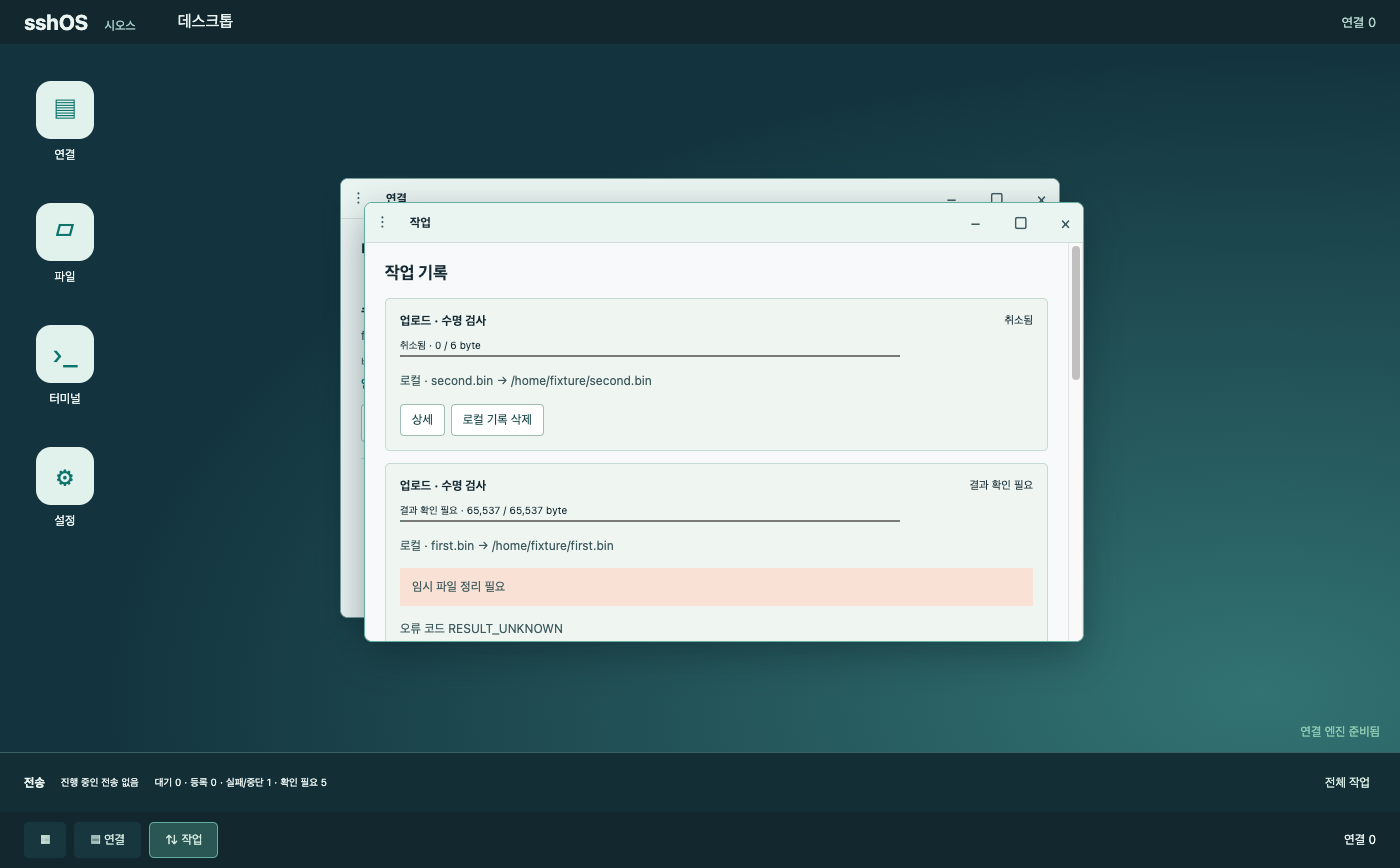 sshOS 시오스 데스크톱 연결 0
연결
파일
터미널
설정
연결
작업
작업 기록
업로드 · 수명 검사 취소됨
취소됨 · 0 / 6 byte
로컬 · second.bin → /home/fixture/second.bin
상세 로컬 기록 삭제
업로드 · 수명 검사 결과 확인 필요
결과 확인 필요 · 65,537 / 65,537 byte
로컬 · first.bin → /home/fixture/first.bin
임시 파일 정리 필요
오류 코드 RESULT_UNKNOWN
연결 엔진 준비됨
전송 진행 중인 전송 없음 대기 0 · 등록 0 · 실패/중단 1 · 확인 필요 5 전체 작업
연결 작업 연결 0